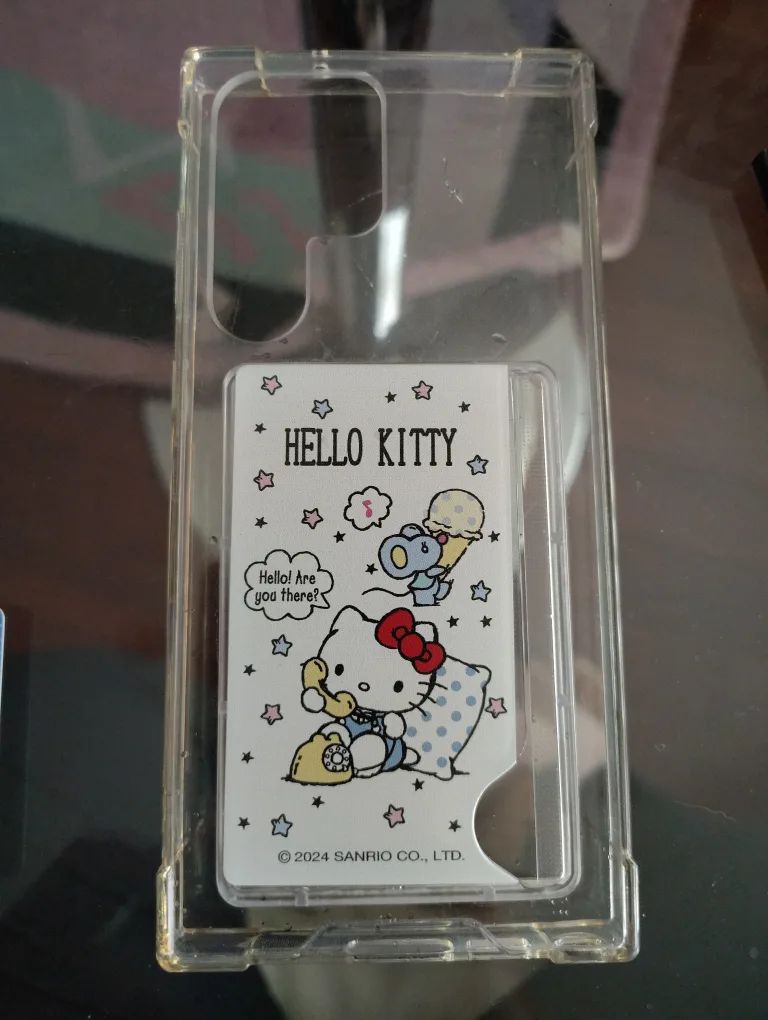 HELLO KITTY
Hello! Are
you there?
© 2024 SANRIO CO., LTD.